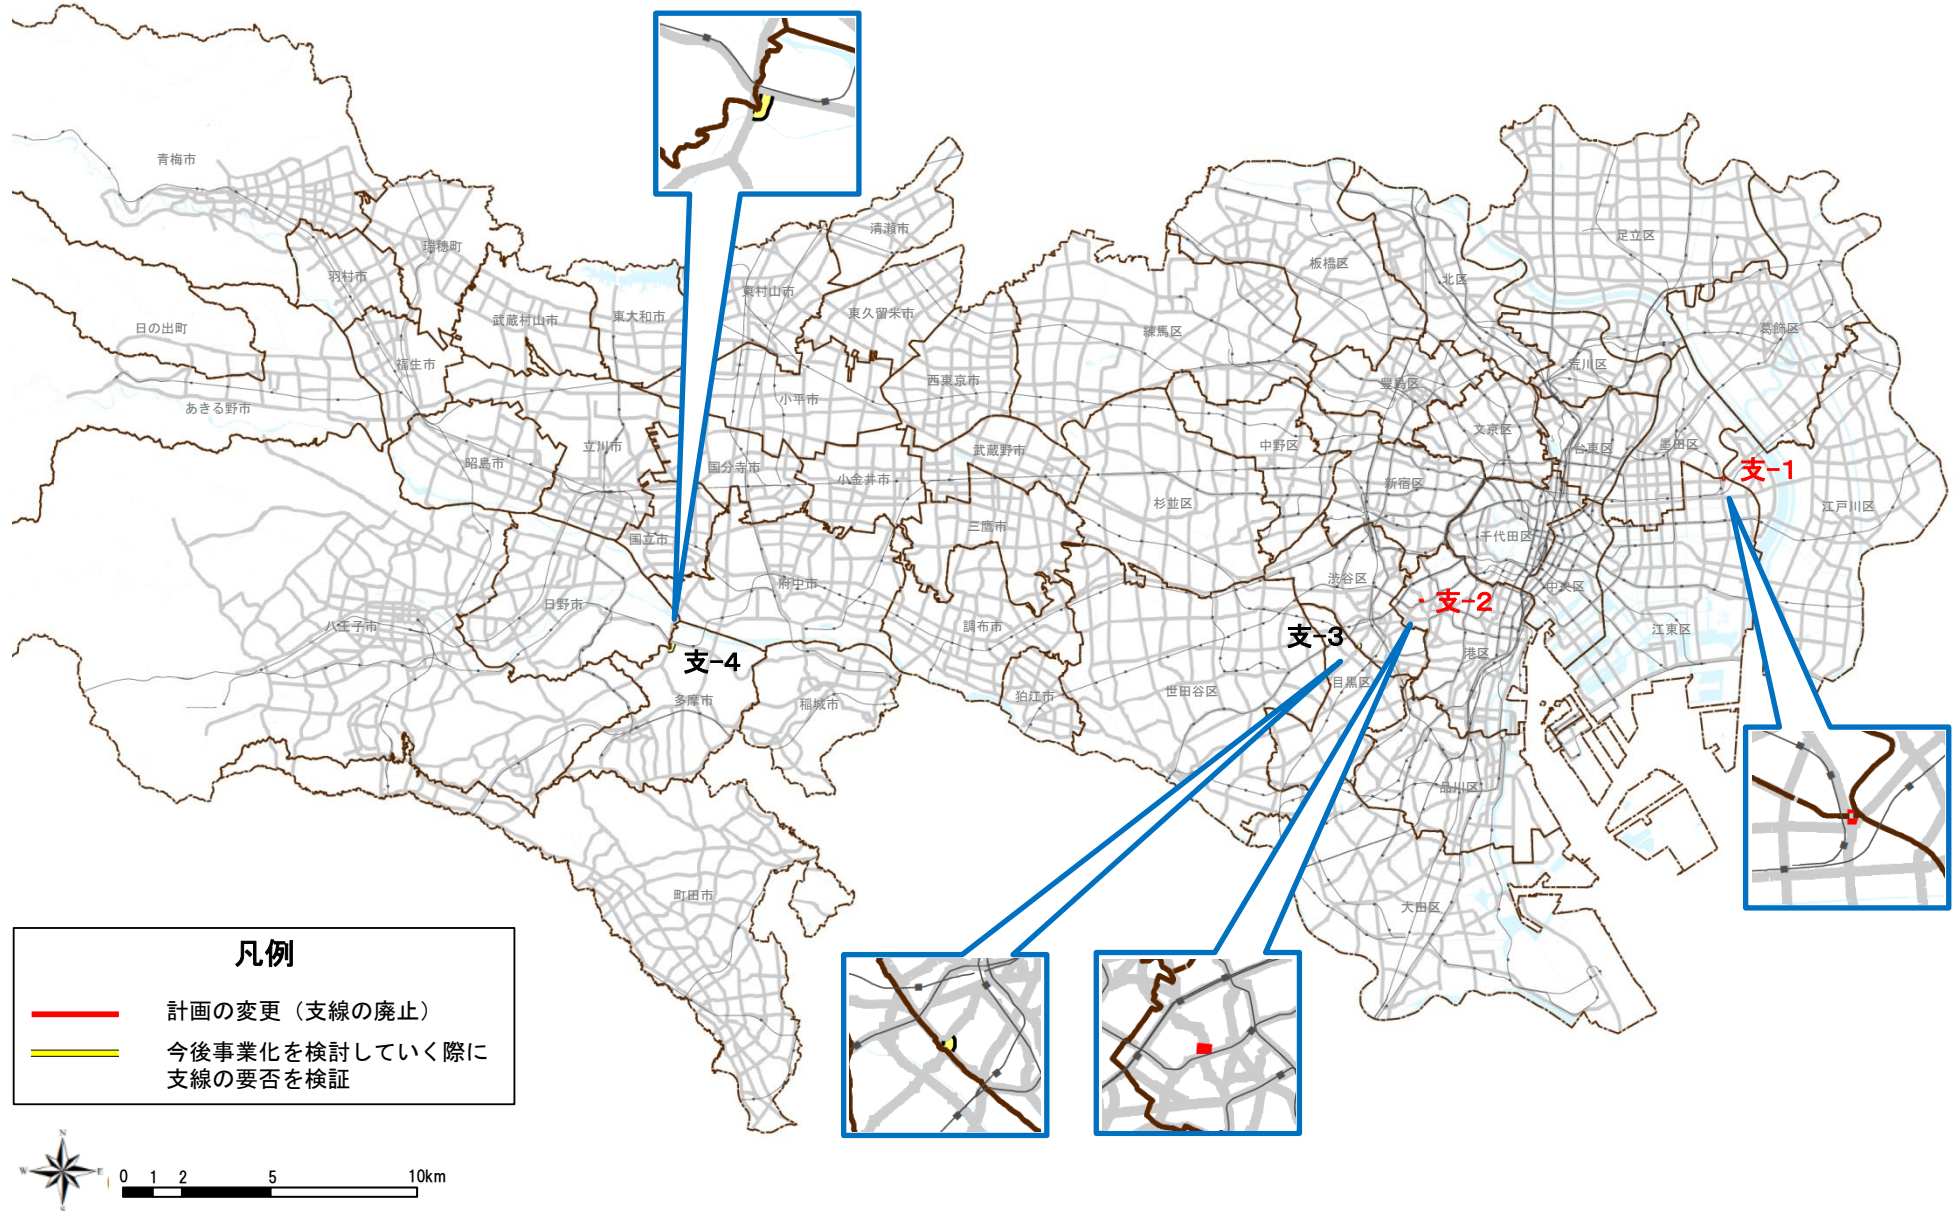 青梅市
瑞穂町
羽村市
日の出町
福生市
あきる野市
武蔵村山市
東大和市
東村山市
清瀬市
東久留米市
西東京市
小平市
立川市
昭島市
国分寺市
小金井市
武蔵野市
三鷹市
国立市
府中市
日野市
八王子市
調布市
狛江市
多摩市
稲城市
町田市
支-4
板橋区
北区
足立区
葛飾区
練馬区
豊島区
荒川区
文京区
台東区
墨田区
中野区
杉並区
新宿区
千代田区
江戸川区
渋谷区
中央区
江東区
港区
世田谷区
目黒区
品川区
大田区
支-1
支-2
支-3
凡例
計画の変更（支線の廃止）
今後事業化を検討していく際に
支線の要否を検証
N
W
E
S
0 1 2 5 10km